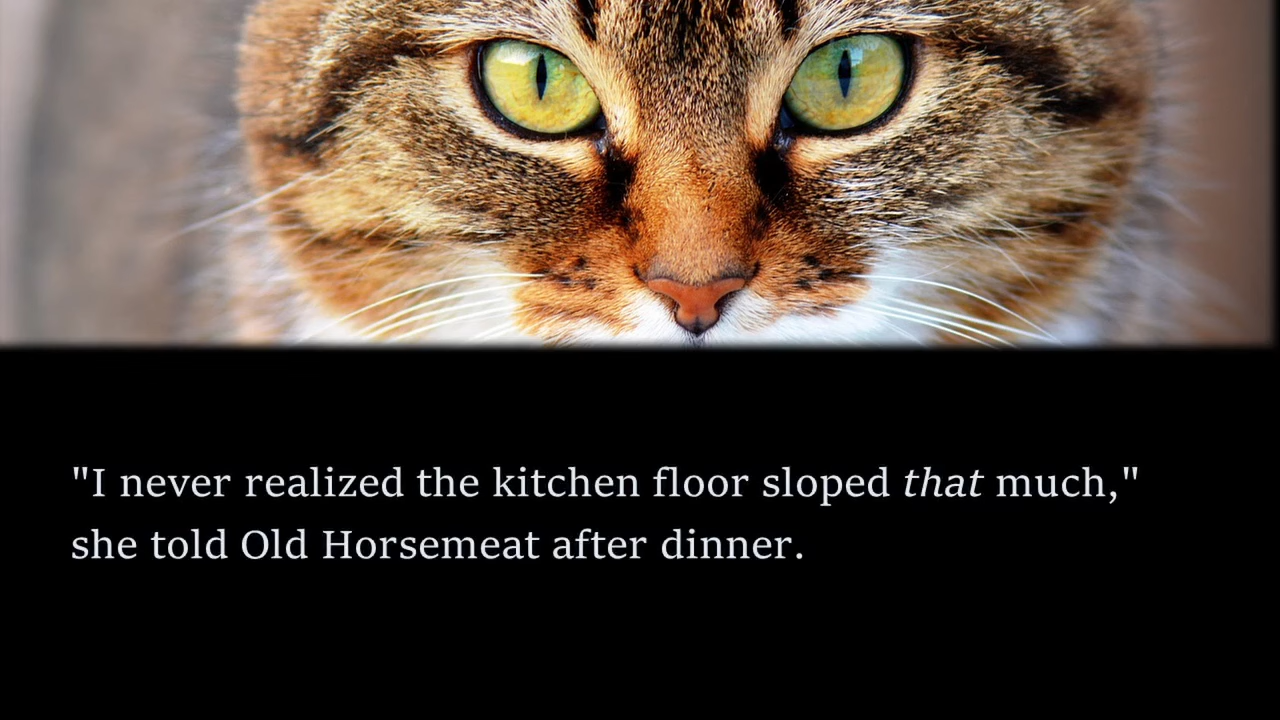 "I never realized the kitchen floor sloped that much,"
she told Old Horsemeat after dinner.